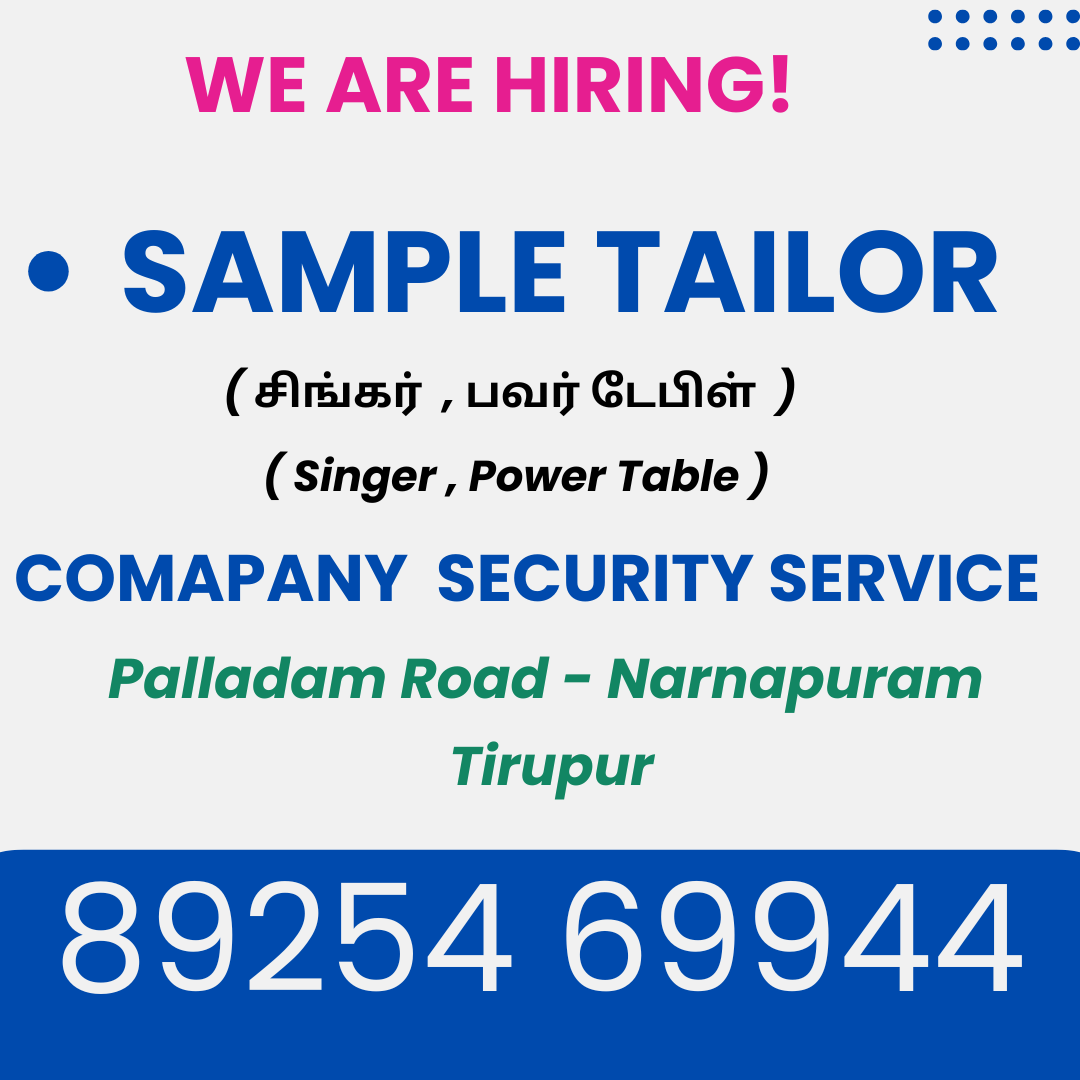 WE ARE HIRING!
• SAMPLE TAILOR
( சிங்கர் , பவர் டேபிள் )
( Singer , Power Table )
COMAPANY SECURITY SERVICE
Palladam Road - Narnapuram
Tirupur
89254 69944